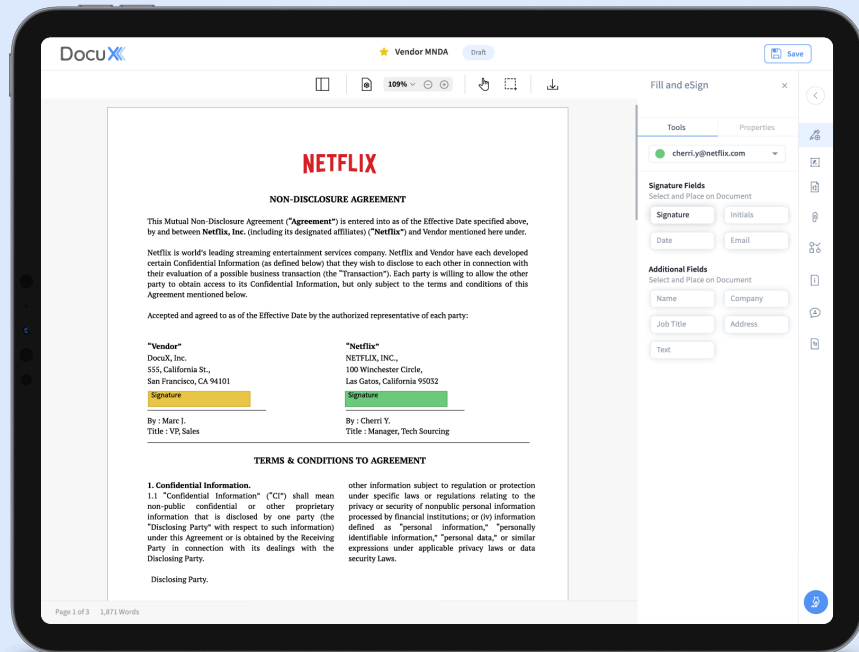 DocuX
Vendor MNDA
Draft
Save
109%
Fill and eSign
Tools
Properties
cherri.y@netflix.com
Signature Fields
Select and Place on Document
Signature
Initials
Date
Email
Additional Fields
Select and Place on Document
Name
Company
Job Title
Address
Text
NETFLIX
NON-DISCLOSURE AGREEMENT
This Mutual Non-Disclosure Agreement ("Agreement") is entered into as of the Effective Date specified above,
by and between Netflix, Inc. (including its designated affiliates) ("Netflix") and Vendor mentioned here under.
Netflix is world's leading streaming entertainment services company. Netflix and Vendor have each developed
certain Confidential Information (as defined below) that they wish to disclose to each other in connection with
their evaluation of a possible business transaction (the "Transaction"). Each party is willing to allow the other
party to obtain access to its Confidential Information, but only subject to the terms and conditions of this
Agreement mentioned below.
Accepted and agreed to as of the Effective Date by the authorized representative of each party:
"Vendor"
DocuX, Inc.
555, California St.,
San Francisco, CA 94101
Signature
By : Marc J.
Title : VP, Sales
"Netflix"
NETFLIX, INC.,
100 Winchester Circle,
Las Gatos, California 95032
Signature
By : Cherri Y.
Title : Manager, Tech Sourcing
TERMS & CONDITIONS TO AGREEMENT
1. Confidential Information.
1.1 "Confidential Information" ("CI") shall mean
non-public confidential or other proprietary
information that is disclosed by one party (the
"Disclosing Party" with respect to such information)
under this Agreement or is obtained by the Receiving
Party in connection with its dealings with the
Disclosing Party.
Disclosing Party.
other information subject to regulation or protection
under specific laws or regulations relating to the
privacy or security of nonpublic personal information
processed by financial institutions; or (iv) information
defined as "personal information," "personally
identifiable information," "personal data," or similar
expressions under applicable privacy laws or data
security Laws.
Page 1 of 3
1,871 Words